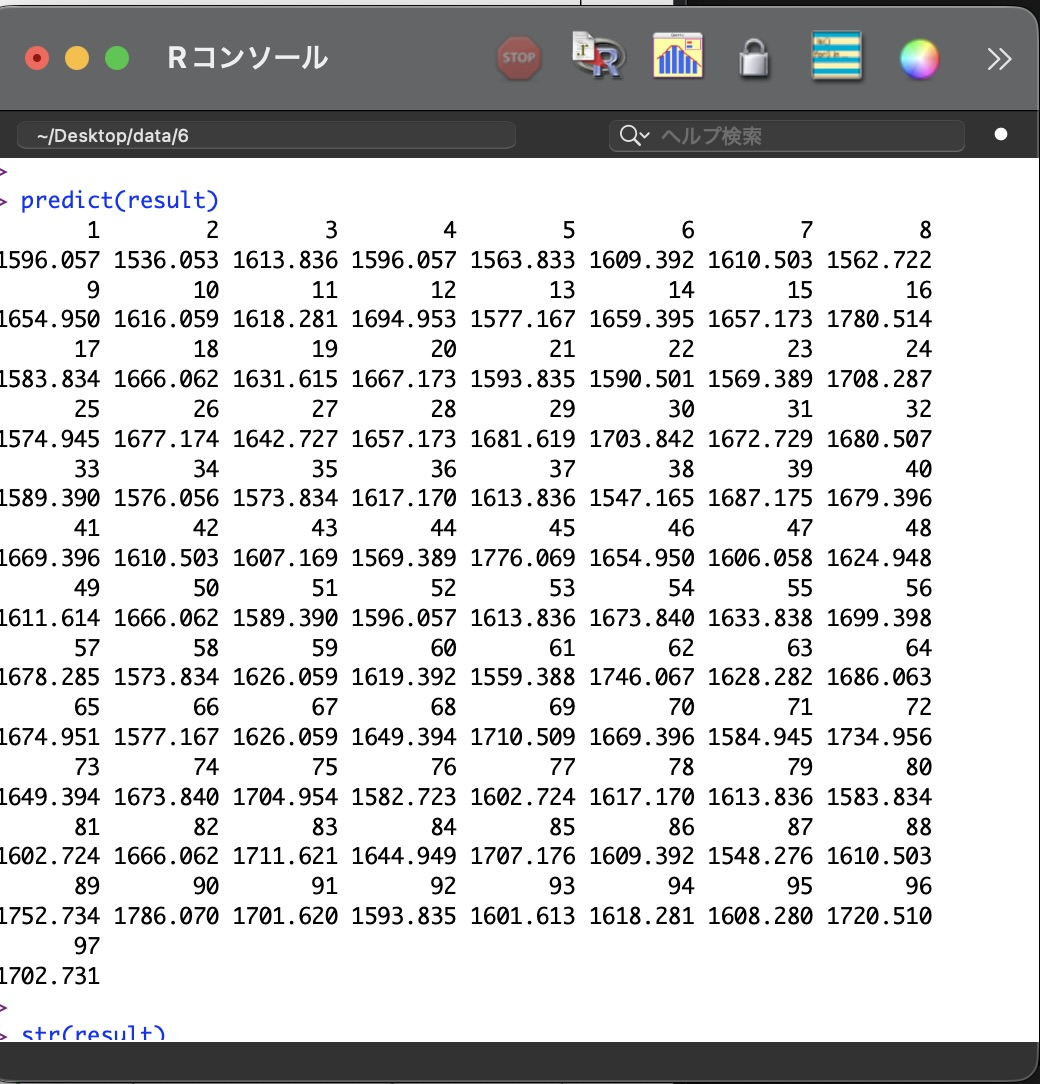 Rコンソール
STOP
~/Desktop/data/6
ヘルプ検索
>
> predict(result)
1 2 3 4 5 6 7 8
1596.057 1536.053 1613.836 1596.057 1563.833 1609.392 1610.503 1562.722
9 10 11 12 13 14 15 16
1654.950 1616.059 1618.281 1694.953 1577.167 1659.395 1657.173 1780.514
17 18 19 20 21 22 23 24
1583.834 1666.062 1631.615 1667.173 1593.835 1590.501 1569.389 1708.287
25 26 27 28 29 30 31 32
1574.945 1677.174 1642.727 1657.173 1681.619 1703.842 1672.729 1680.507
33 34 35 36 37 38 39 40
1589.390 1576.056 1573.834 1617.170 1613.836 1547.165 1687.175 1679.396
41 42 43 44 45 46 47 48
1669.396 1610.503 1607.169 1569.389 1776.069 1654.950 1606.058 1624.948
49 50 51 52 53 54 55 56
1611.614 1666.062 1589.390 1596.057 1613.836 1673.840 1633.838 1699.398
57 58 59 60 61 62 63 64
1678.285 1573.834 1626.059 1619.392 1559.388 1746.067 1628.282 1686.063
65 66 67 68 69 70 71 72
1674.951 1577.167 1626.059 1649.394 1710.509 1669.396 1584.945 1734.956
73 74 75 76 77 78 79 80
1649.394 1673.840 1704.954 1582.723 1602.724 1617.170 1613.836 1583.834
81 82 83 84 85 86 87 88
1602.724 1666.062 1711.621 1644.949 1707.176 1609.392 1548.276 1610.503
89 90 91 92 93 94 95 96
1752.734 1786.070 1701.620 1593.835 1601.613 1618.281 1608.280 1720.510
97
1702.731
>
> str(result)